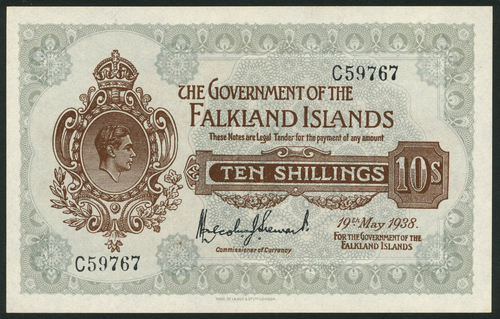 C59767
THE GOVERNMENT OF THE
FALKLAND ISLANDS
These Notes are Legal Tender for the payment of any amount
TEN SHILLINGS
10s
19TH MAY 1938.
Commissioner of Currency
FOR THE GOVERNMENT OF THE
FALKLAND ISLANDS
C59767